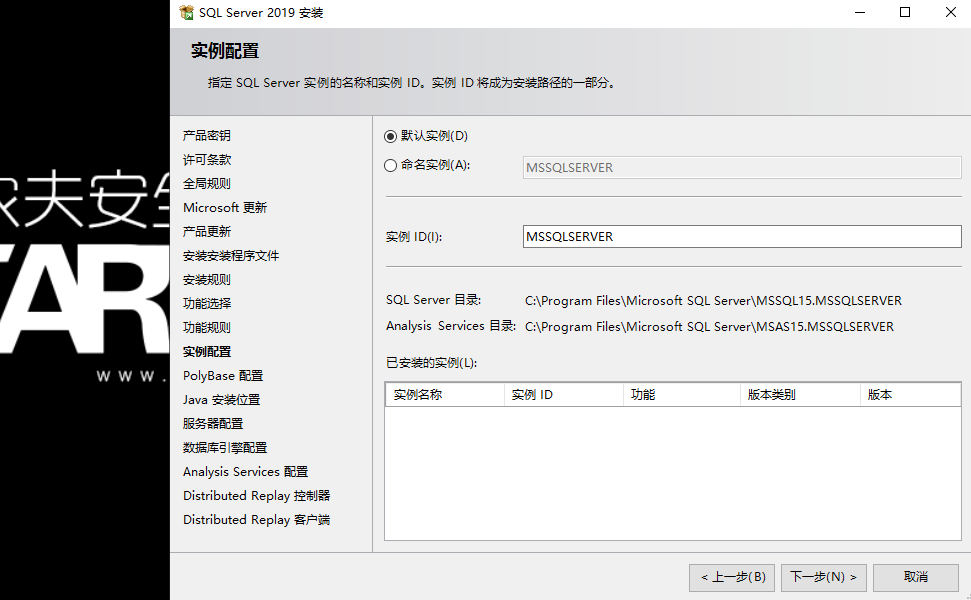 SQL Server 2019 安装
实例配置
指定 SQL Server 实例的名称和实例 ID。实例 ID 将成为安装路径的一部分。
产品密钥
许可条款
全局规则
Microsoft 更新
产品更新
安装安装程序文件
安装规则
功能选择
功能规则
实例配置
PolyBase 配置
Java 安装位置
服务器配置
数据库引擎配置
Analysis Services 配置
Distributed Replay 控制器
Distributed Replay 客户端
默认实例(D)
命名实例(A): MSSQLSERVER
实例 ID(I): MSSQLSERVER
SQL Server 目录: C:\Program Files\Microsoft SQL Server\MSSQL15.MSSQLSERVER
Analysis Services 目录: C:\Program Files\Microsoft SQL Server\MSAS15.MSSQLSERVER
已安装的实例(L):
实例名称 实例 ID 功能 版本类别 版本
< 上一步(B) 下一步(N) > 取消
夫安
AR
www.